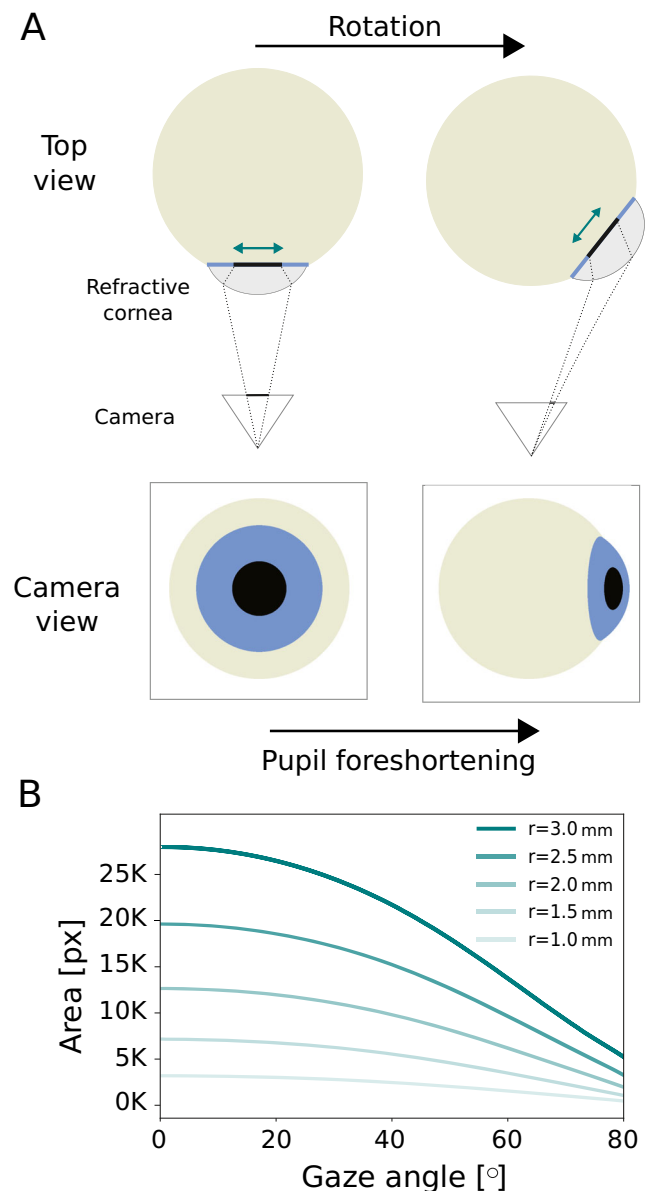 A
Rotation
Top
view
Refractive
cornea
Camera
Camera
view
Pupil foreshortening
B
r=3.0 mm
r=2.5 mm
r=2.0 mm
r=1.5 mm
r=1.0 mm
Area [px]
25K
20K
15K
10K
5K
0K
0 20 40 60 80
Gaze angle [°]